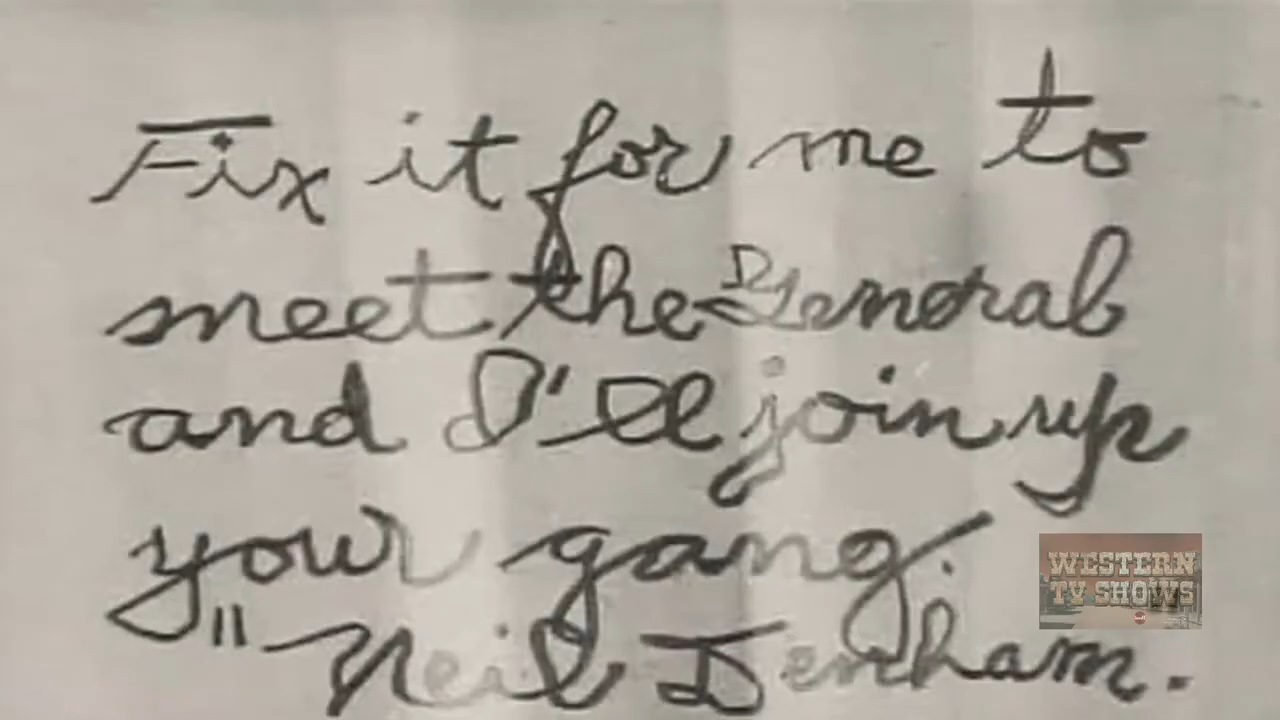 Fix it for me to
meet the General
and I'll join up
your gang.
"Neil Denham.
WESTERN
TV SHOWS